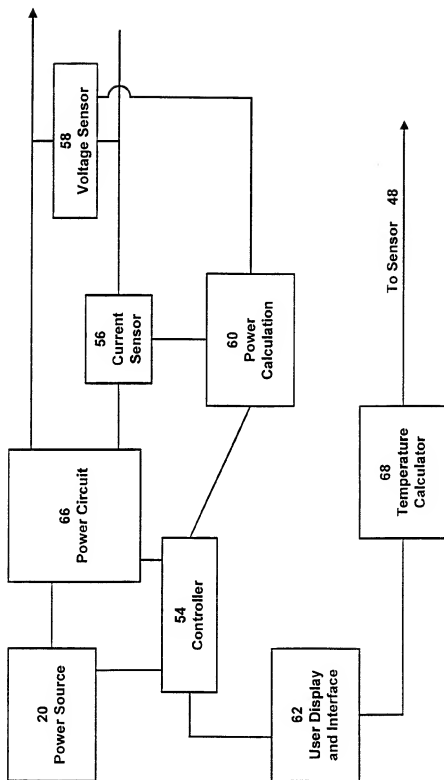 20
Power Source
66
Power Circuit
58
Voltage Sensor
56
Current
Sensor
54
Controller
60
Power
Calculation
62
User Display
and Interface
68
Temperature
Calculator
To Sensor 48